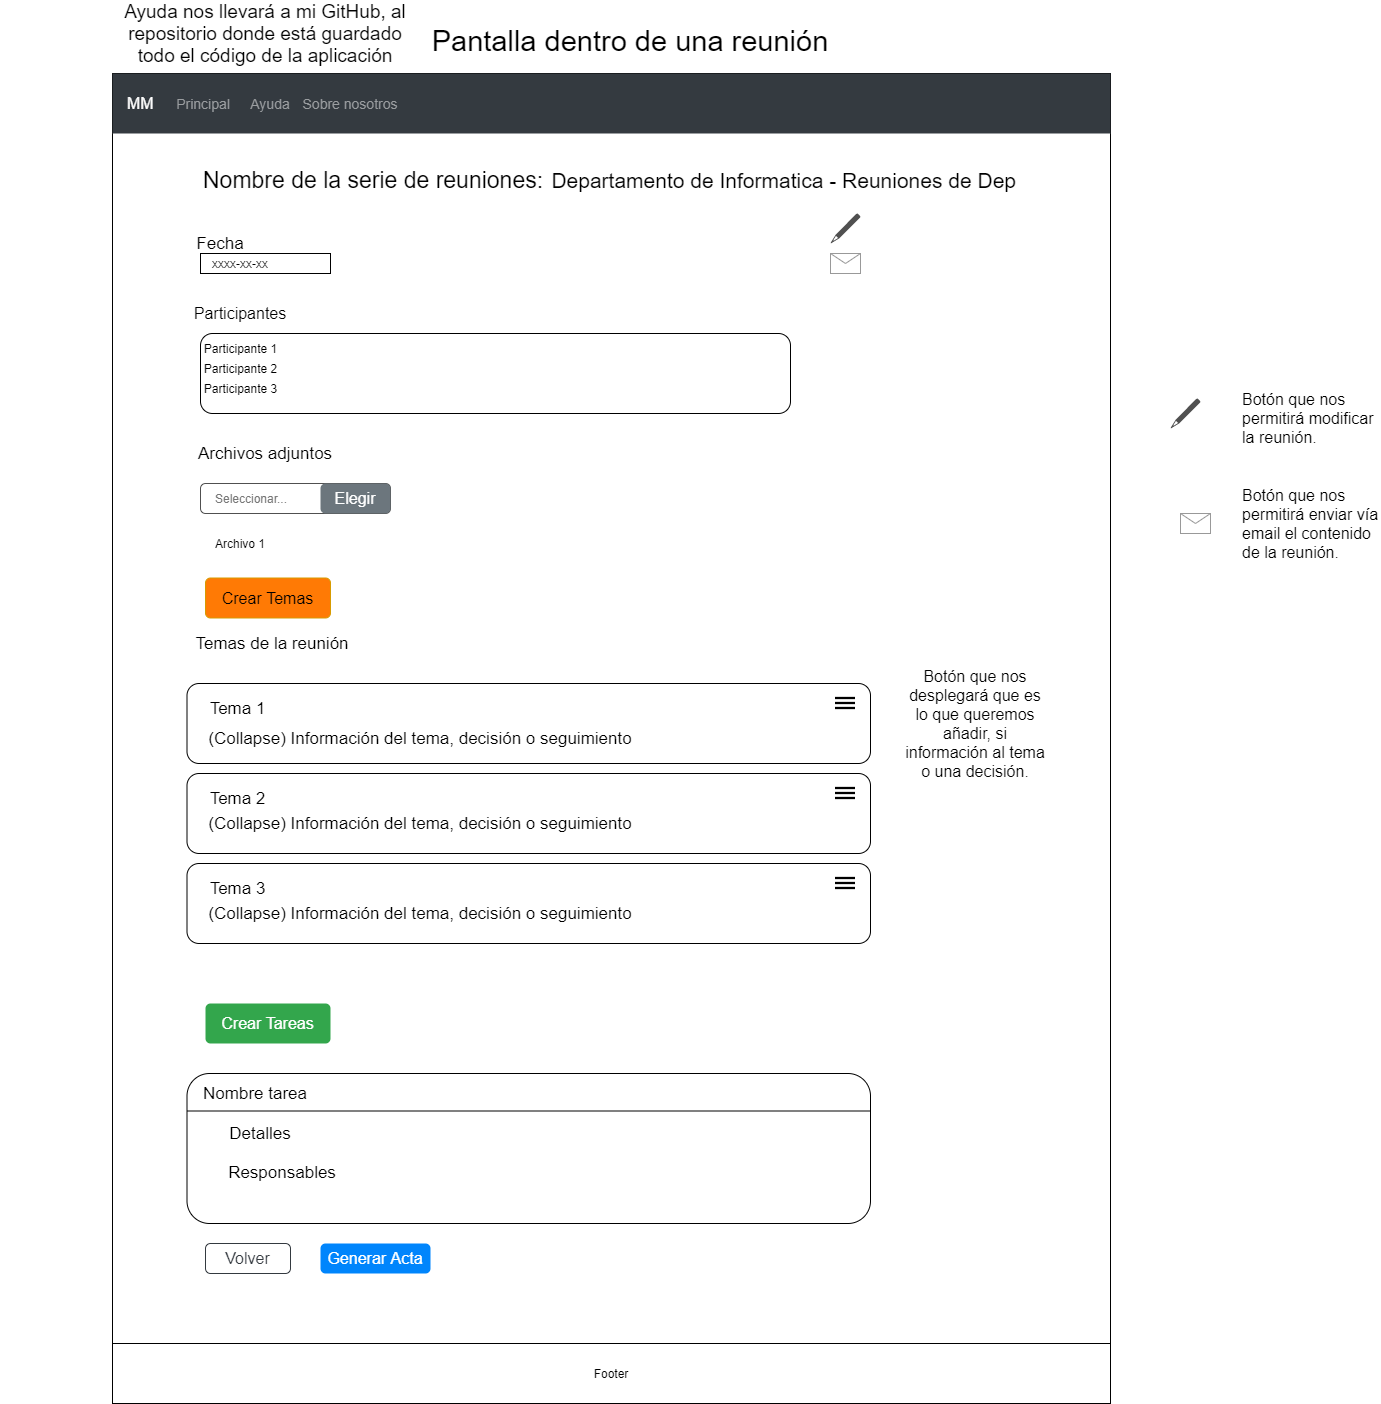 Ayuda nos llevará a mi GitHub, al
repositorio donde está guardado
todo el código de la aplicación
Pantalla dentro de una reunión
MM Principal Ayuda Sobre nosotros
Nombre de la serie de reuniones: Departamento de Informatica - Reuniones de Dep
Fecha
xxxx-xx-xx
Participantes
Participante 1
Participante 2
Participante 3
Botón que nos
permitirá modificar
la reunión.
Archivos adjuntos
Seleccionar... Elegir
Botón que nos
permitirá enviar vía
email el contenido
de la reunión.
Archivo 1
Crear Temas
Temas de la reunión
Tema 1
(Collapse) Información del tema, decisión o seguimiento
Botón que nos
desplegará que es
lo que queremos
añadir, si
información al tema
o una decisión.
Tema 2
(Collapse) Información del tema, decisión o seguimiento
Tema 3
(Collapse) Información del tema, decisión o seguimiento
Crear Tareas
Nombre tarea
Detalles
Responsables
Volver Generar Acta
Footer